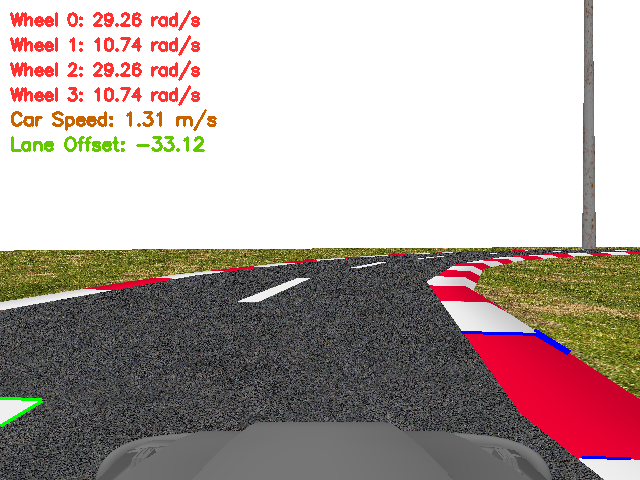 Wheel 0: 29.26 rad/s
Wheel 1: 10.74 rad/s
Wheel 2: 29.26 rad/s
Wheel 3: 10.74 rad/s
Car Speed: 1.31 m/s
Lane Offset: -33.12